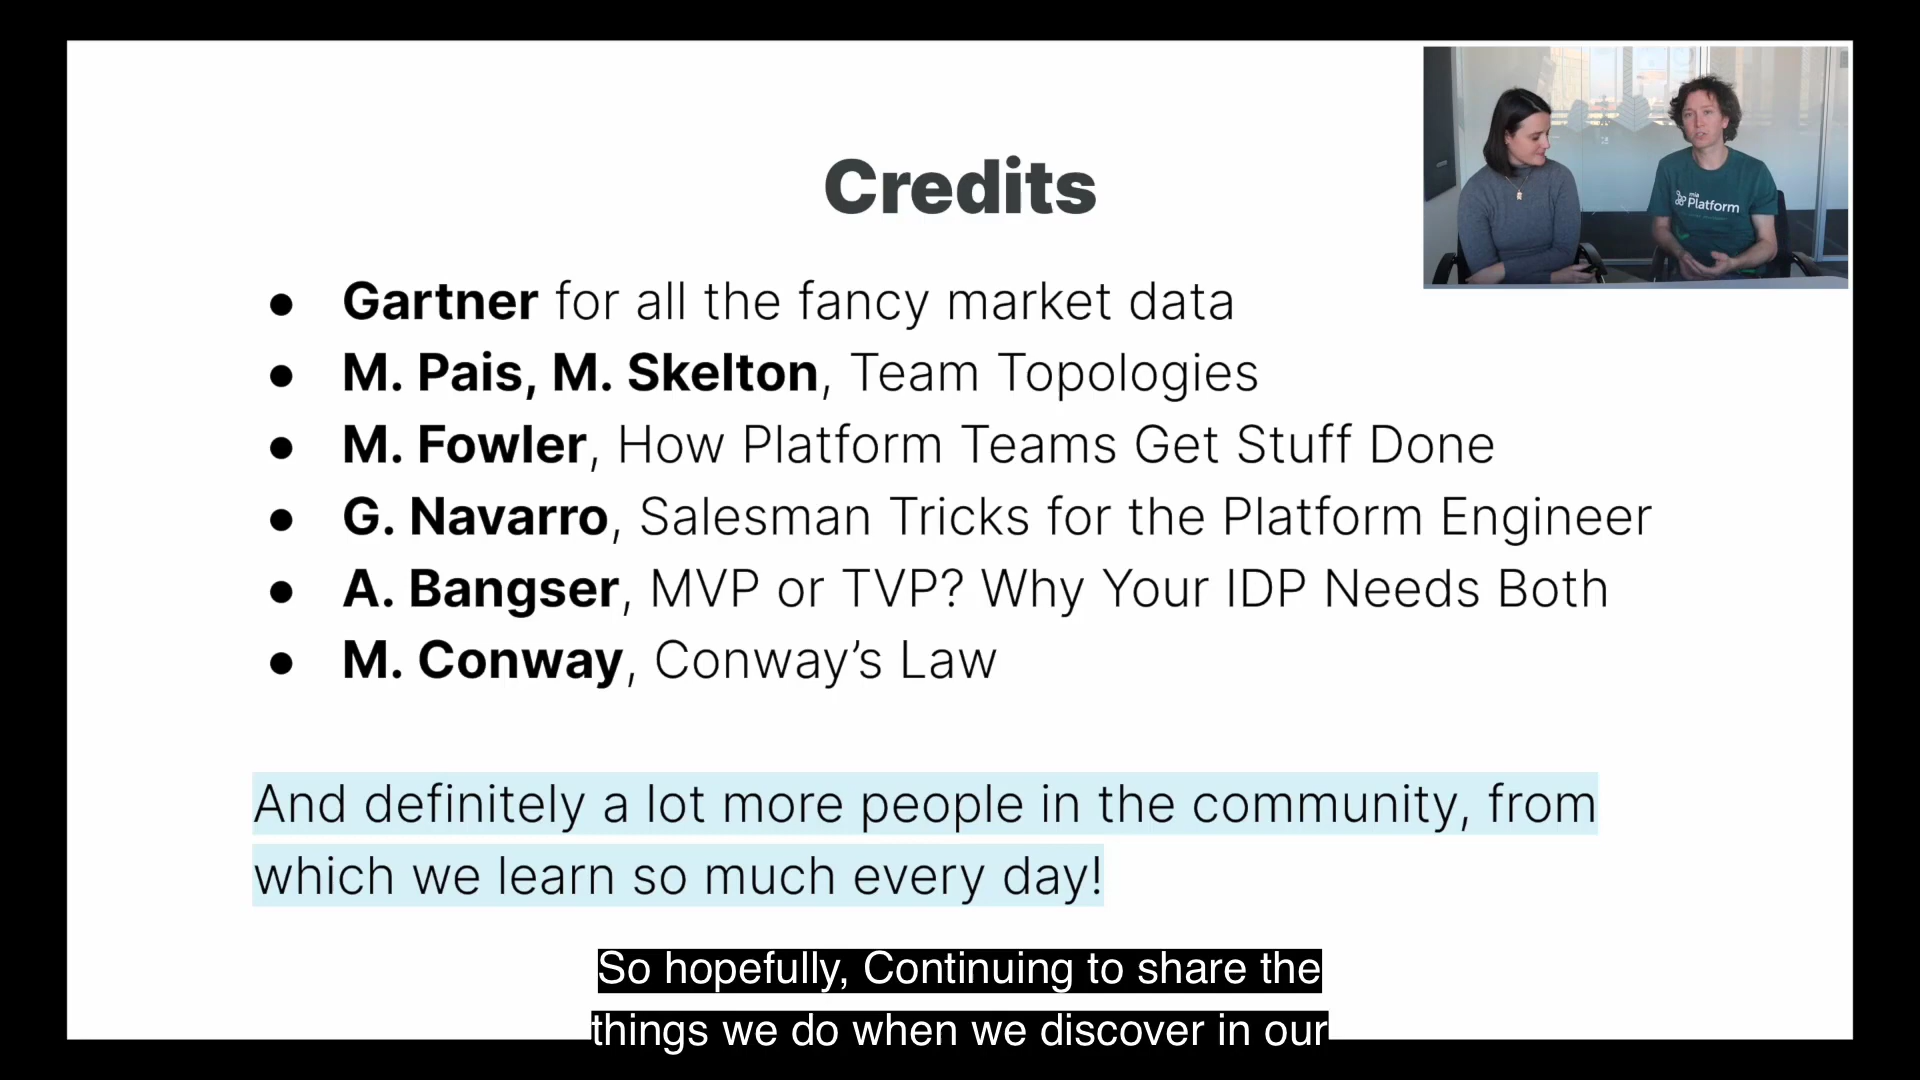 Credits
mia
Platform
● Gartner for all the fancy market data
● M. Pais, M. Skelton, Team Topologies
● M. Fowler, How Platform Teams Get Stuff Done
● G. Navarro, Salesman Tricks for the Platform Engineer
● A. Bangser, MVP or TVP? Why Your IDP Needs Both
● M. Conway, Conway’s Law
And definitely a lot more people in the community, from
which we learn so much every day!
So hopefully, Continuing to share the
things we do when we discover in our